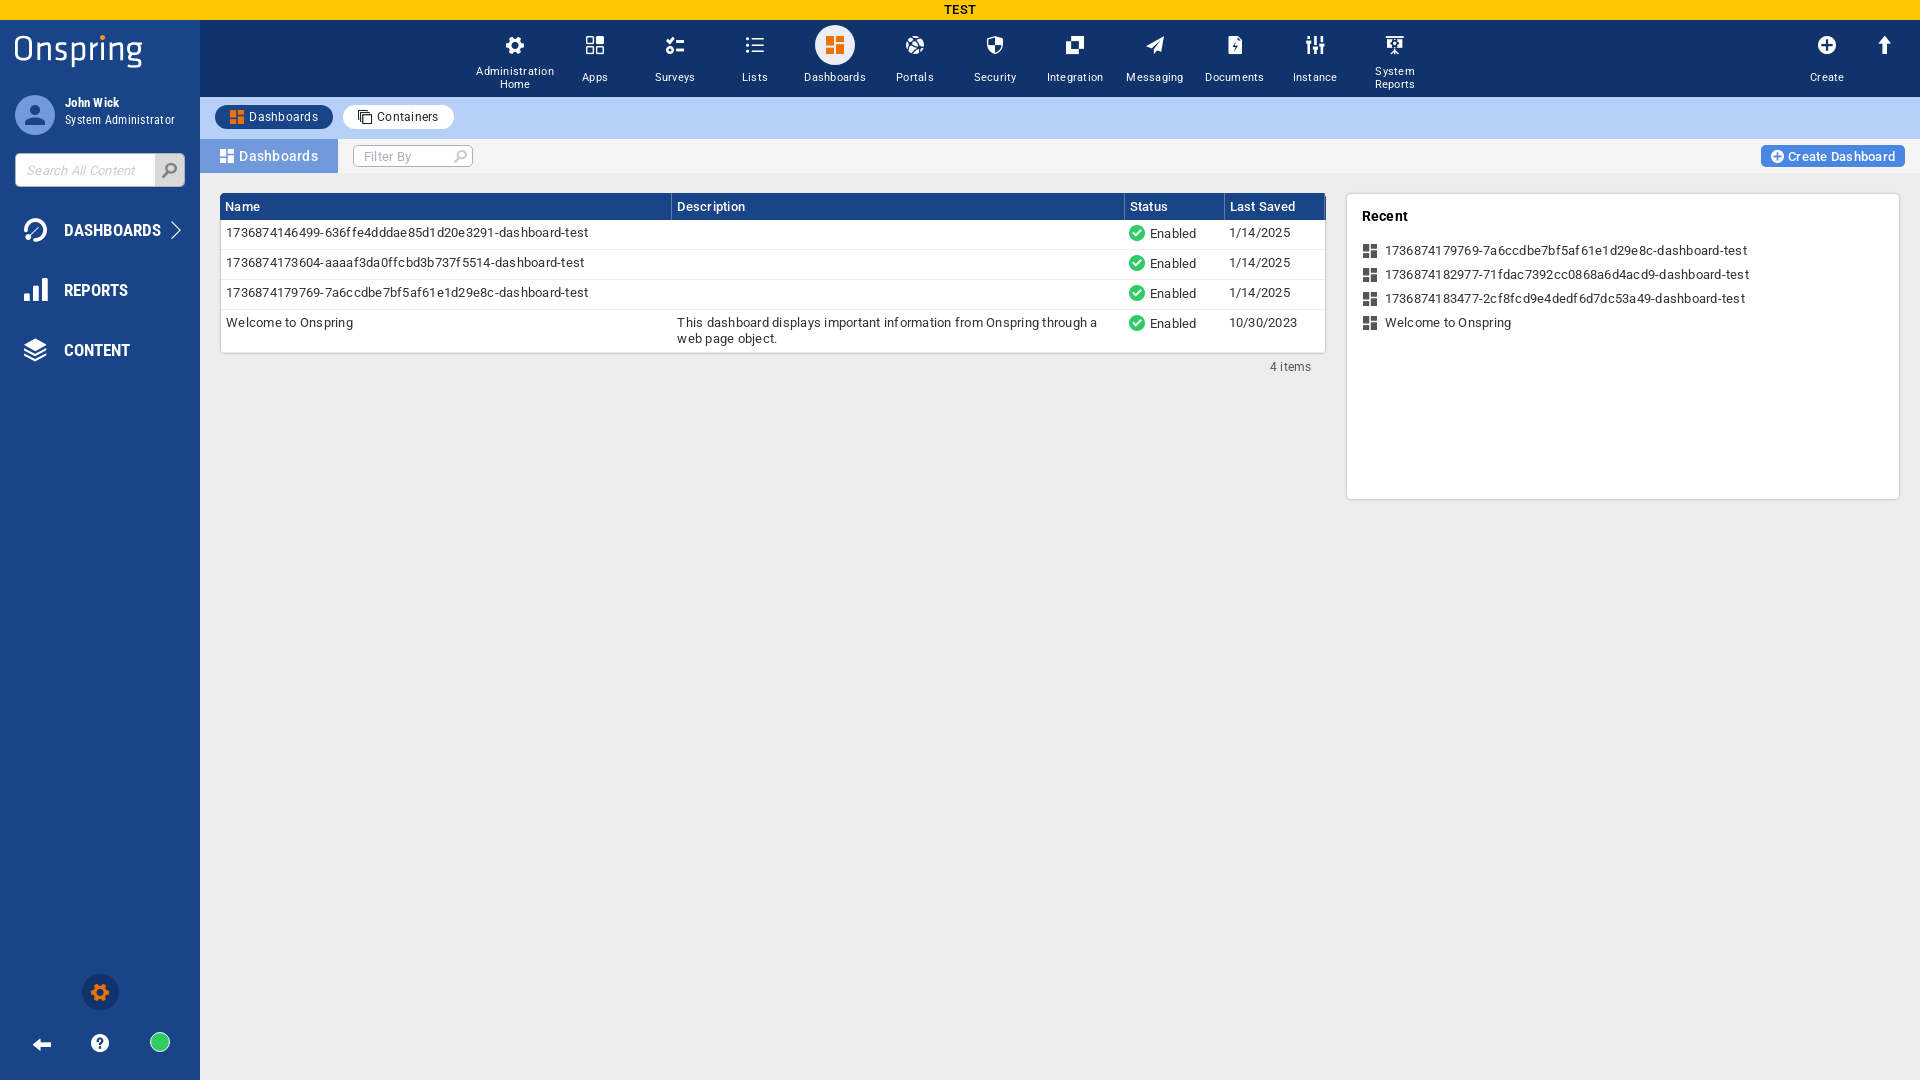 TEST
Onspring
John Wick
System Administrator
Search All Content
DASHBOARDS
REPORTS
CONTENT
Administration
Home
Apps
Surveys
Lists
Dashboards
Portals
Security
Integration
Messaging
Documents
Instance
System
Reports
Create
Dashboards
Containers
Dashboards
Filter By
Create Dashboard
Name Description Status Last Saved
1736874146499-636ffe4dddae85d1d20e3291-dashboard-test Enabled 1/14/2025
1736874173604-aaaaf3da0ffcbd3b737f5514-dashboard-test Enabled 1/14/2025
1736874179769-7a6ccdbe7bf5af61e1d29e8c-dashboard-test Enabled 1/14/2025
Welcome to Onspring This dashboard displays important information from Onspring through a Enabled 10/30/2023
web page object.
4 items
Recent
1736874179769-7a6ccdbe7bf5af61e1d29e8c-dashboard-test
1736874182977-71fdac7392cc0868a6d4acd9-dashboard-test
1736874183477-2cf8fcd9e4dedf6d7dc53a49-dashboard-test
Welcome to Onspring